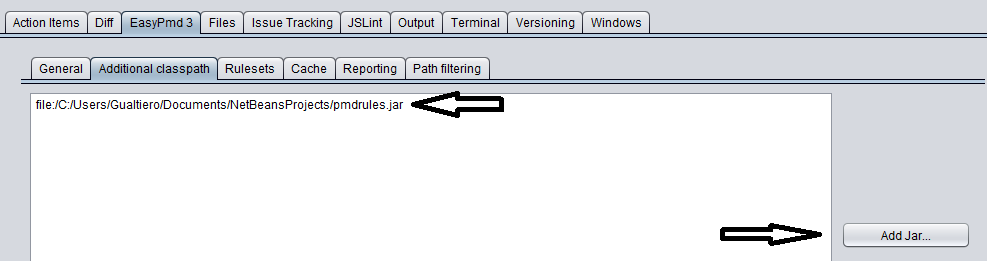 Action Items Diff EasyPmd 3 Files Issue Tracking JSLint Output Terminal Versioning Windows
General Additional classpath Rulesets Cache Reporting Path filtering
file:/C:/Users/Gualtiero/Documents/NetBeansProjects/pmdrules.jar
Add Jar...